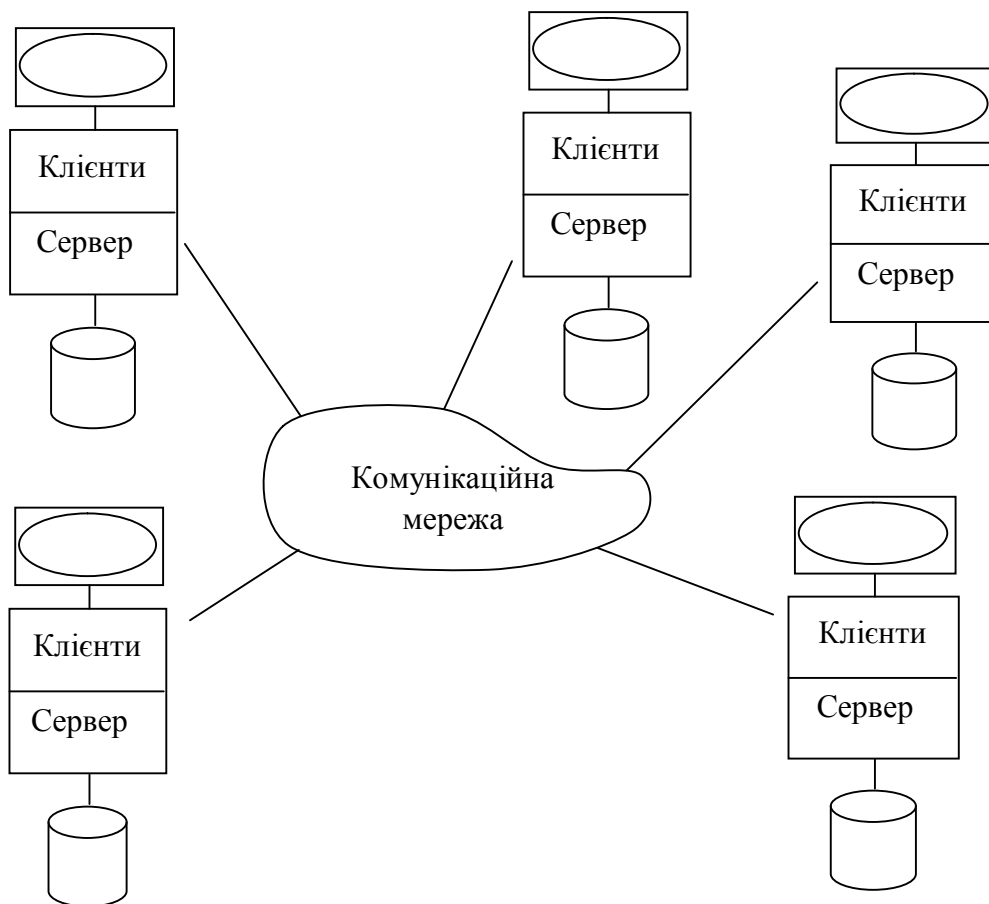 Клієнти
Сервер
Клієнти
Сервер
Клієнти
Сервер
Комунікаційна
мережа
Клієнти
Сервер
Клієнти
Сервер